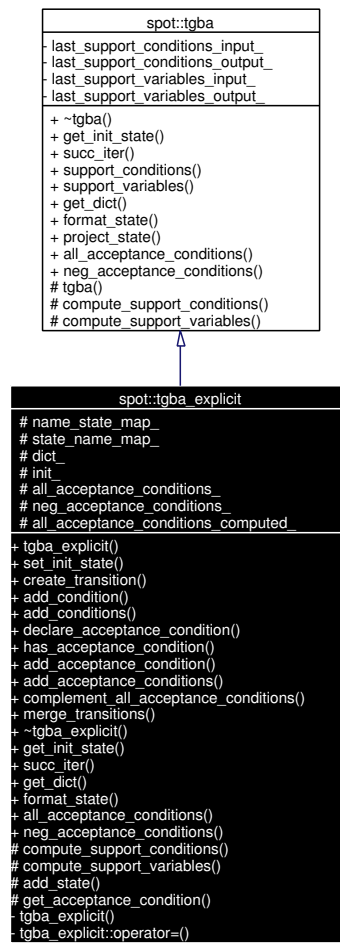 spot::tgba
- last_support_conditions_input_
- last_support_conditions_output_
- last_support_variables_input_
- last_support_variables_output_
+ ~tgba()
+ get_init_state()
+ succ_iter()
+ support_conditions()
+ support_variables()
+ get_dict()
+ format_state()
+ project_state()
+ all_acceptance_conditions()
+ neg_acceptance_conditions()
# tgba()
# compute_support_conditions()
# compute_support_variables()
spot::tgba_explicit
# name_state_map_
# state_name_map_
# dict_
# init_
# all_acceptance_conditions_
# neg_acceptance_conditions_
# all_acceptance_conditions_computed_
+ tgba_explicit()
+ set_init_state()
+ create_transition()
+ add_condition()
+ add_conditions()
+ declare_acceptance_condition()
+ has_acceptance_condition()
+ add_acceptance_condition()
+ add_acceptance_conditions()
+ complement_all_acceptance_conditions()
+ merge_transitions()
+ ~tgba_explicit()
+ get_init_state()
+ succ_iter()
+ get_dict()
+ format_state()
+ all_acceptance_conditions()
+ neg_acceptance_conditions()
# compute_support_conditions()
# compute_support_variables()
# add_state()
# get_acceptance_condition()
- tgba_explicit()
- tgba_explicit::operator=()